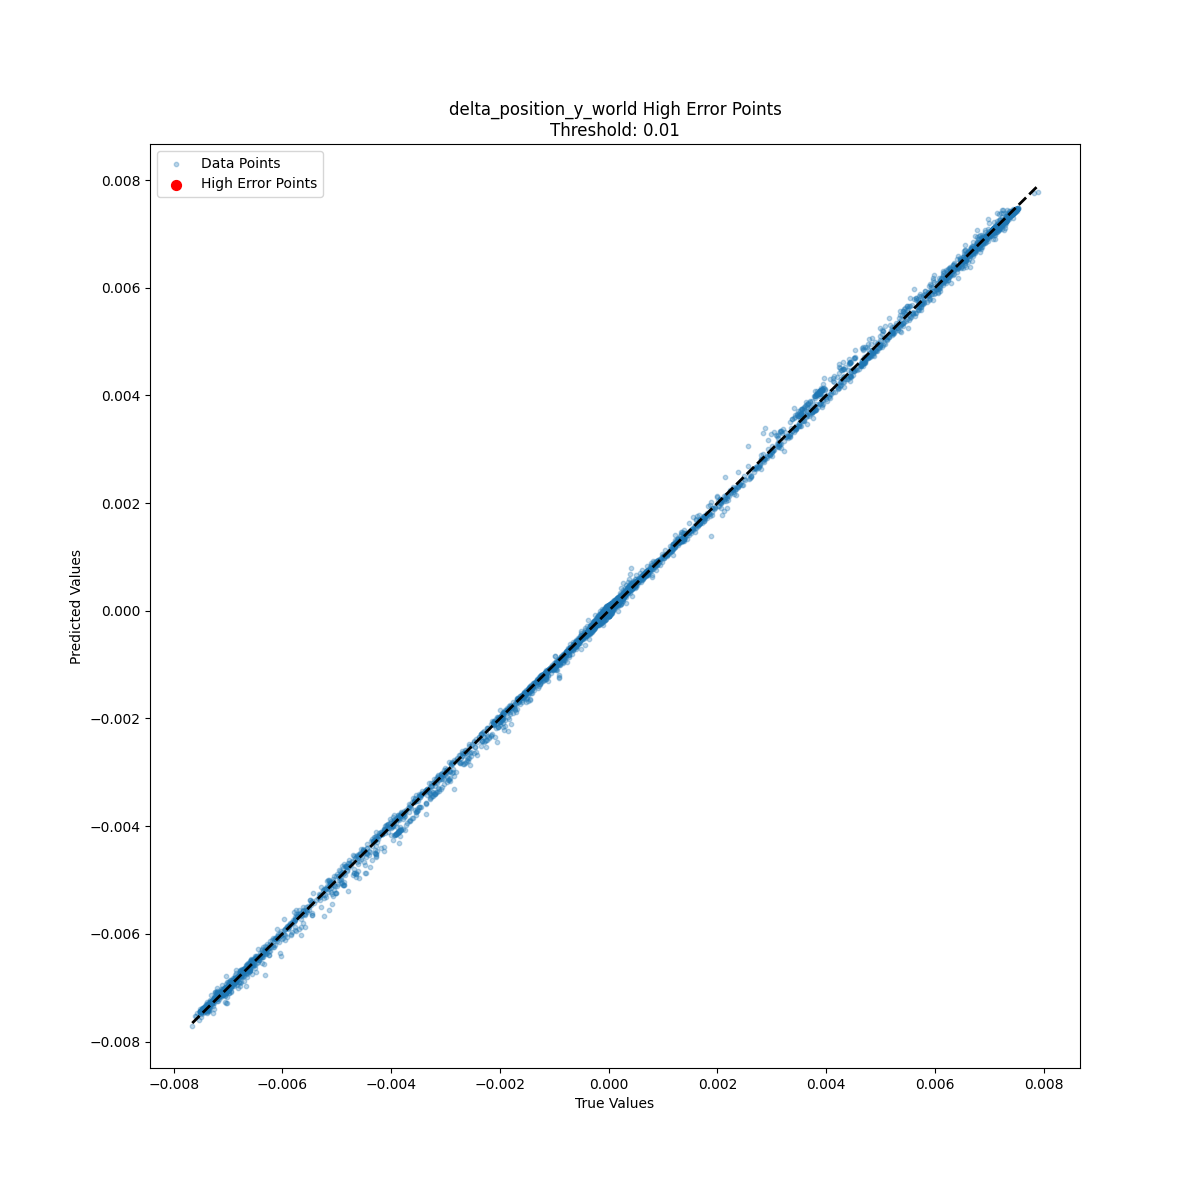 delta_position_y_world High Error Points
Threshold: 0.01
Data Points
High Error Points
0.008
0.006
0.004
0.002
0.000
−0.002
−0.004
−0.006
−0.008
Predicted Values
−0.008 −0.006 −0.004 −0.002 0.000 0.002 0.004 0.006 0.008
True Values